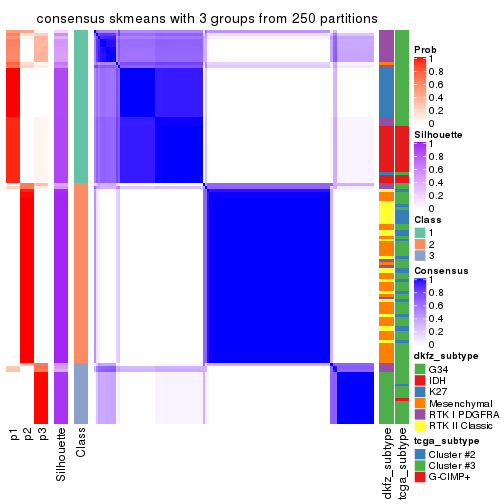 consensus skmeans with 3 groups from 250 partitions
Prob
1
0.8
0.6
0.4
0.2
0
Silhouette
1
0.8
0.6
0.4
0.2
0
Class
1
2
3
Consensus
1
0.8
0.6
0.4
0.2
0
dkfz_subtype
G34
IDH
K27
Mesenchymal
RTK I PDGFRA
RTK II Classic
tcga_subtype
Cluster #2
Cluster #3
G-CIMP+
p1
p2
p3
Silhouette
Class
dkfz_subtype
tcga_subtype